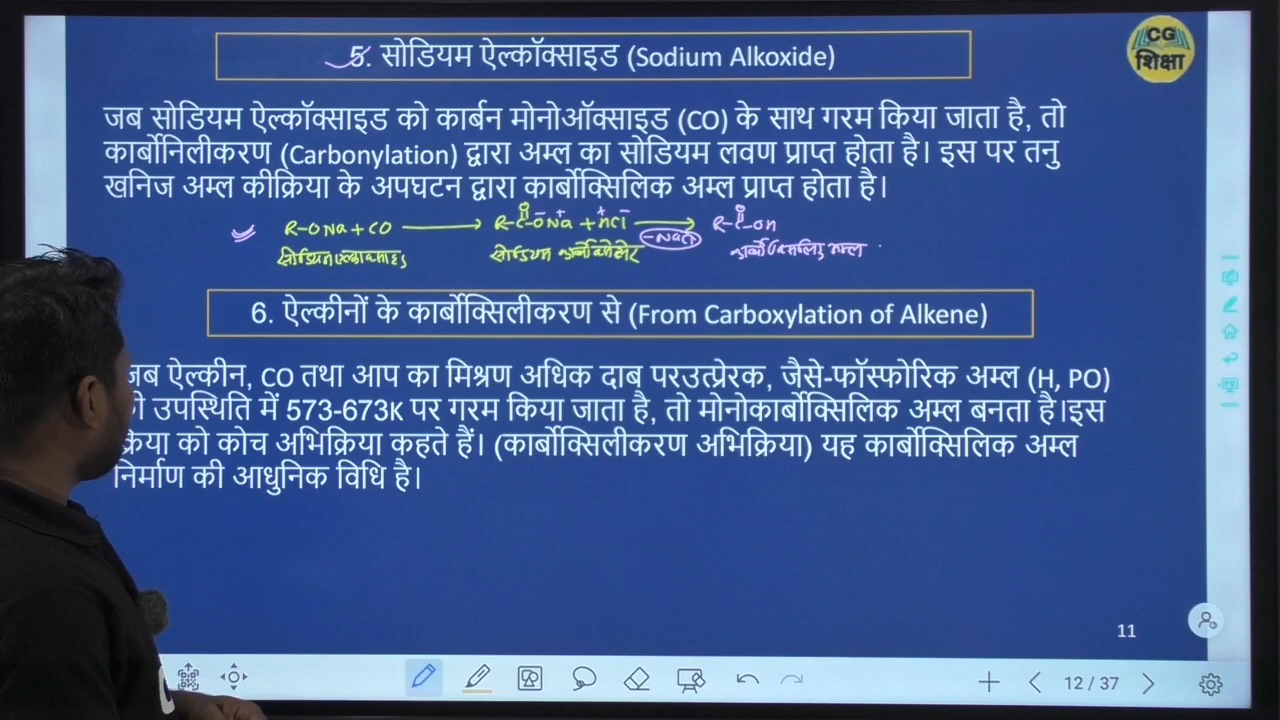 5. सोडियम ऐल्कॉक्साइड (Sodium Alkoxide)
CG
शिक्षा
जब सोडियम ऐल्कॉक्साइड को कार्बन मोनोऑक्साइड (CO) के साथ गरम किया जाता है, तो
कार्बोनिलीकरण (Carbonylation) द्वारा अम्ल का सोडियम लवण प्राप्त होता है। इस पर तनु
खनिज अम्ल कीक्रिया के अपघटन द्वारा कार्बोक्सिलिक अम्ल प्राप्त होता है।
R-ONa + CO → R-C-ONa + HCl → R-C-OH
-NaCl
सोडियम
6. ऐल्कीनों के कार्बोक्सिलीकरण से (From Carboxylation of Alkene)
जब ऐल्कीन, CO तथा आप का मिश्रण अधिक दाब परउत्प्रेरक, जैसे-फॉस्फोरिक अम्ल (H, PO)
उपस्थिति में 573-673K पर गरम किया जाता है, तो मोनोकार्बोक्सिलिक अम्ल बनता है।इस
क्रिया को कोच अभिक्रिया कहते हैं। (कार्बोक्सिलीकरण अभिक्रिया) यह कार्बोक्सिलिक अम्ल
निर्माण की आधुनिक विधि है।
11
12 / 37